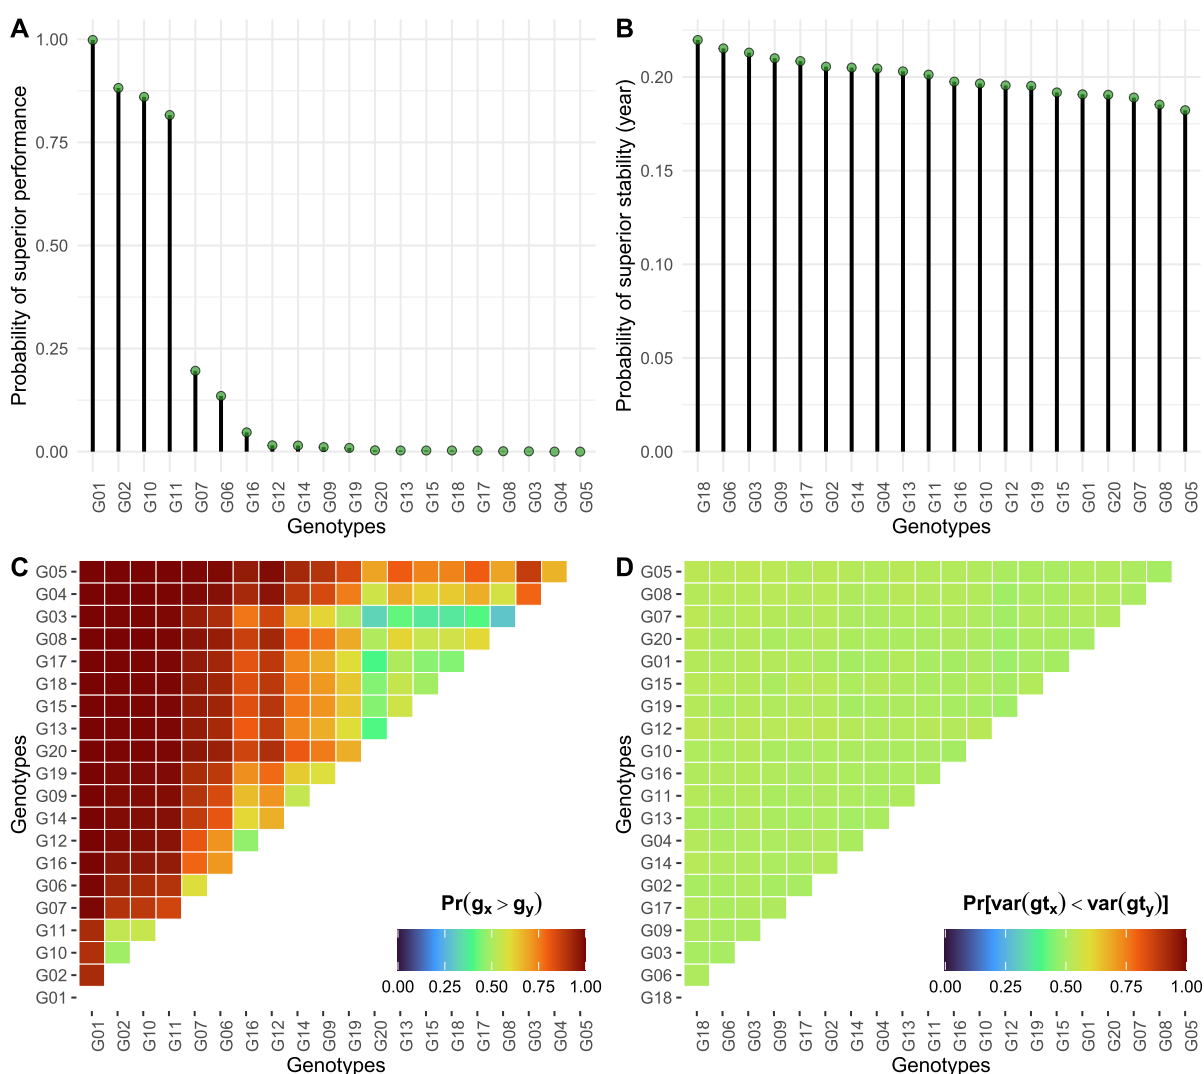 A
Probability of superior performance
1.00
0.75
0.50
0.25
0.00
G01 G02 G10 G11 G07 G06 G16 G12 G14 G09 G19 G20 G13 G15 G18 G17 G08 G03 G04 G05
Genotypes
B
Probability of superior stability (year)
0.20
0.15
0.10
0.05
0.00
G18 G06 G03 G09 G17 G02 G14 G04 G13 G11 G16 G10 G12 G19 G15 G01 G20 G07 G08 G05
Genotypes
C
Genotypes
G05
G04
G03
G08
G17
G18
G15
G13
G20
G19
G09
G14
G12
G16
G06
G07
G11
G10
G02
G01
Pr(gx > gy)
0.00 0.25 0.50 0.75 1.00
G01 G02 G10 G11 G07 G06 G16 G12 G14 G09 G19 G20 G13 G15 G18 G17 G08 G03 G04 G05
Genotypes
D
Genotypes
G05
G08
G07
G20
G01
G15
G19
G12
G10
G16
G11
G13
G04
G14
G02
G17
G09
G03
G06
G18
Pr[var(gtx) < var(gty)]
0.00 0.25 0.50 0.75 1.00
G18 G06 G03 G09 G17 G02 G14 G04 G13 G11 G16 G10 G12 G19 G15 G01 G20 G07 G08 G05
Genotypes